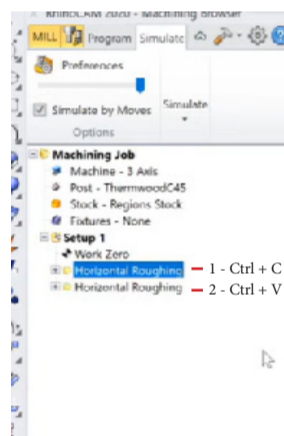 RhinoCAM 2020 - Machining Browser
MILL Program Simulate
Preferences
Simulate by Moves
Simulate
Options
Machining Job
Machine - 3 Axis
Post - ThermwoodC45
Stock - Regions Stock
Fixtures - None
Setup 1
Work Zero
Horizontal Roughing 1 - Ctrl + C
Horizontal Roughing 2 - Ctrl + V